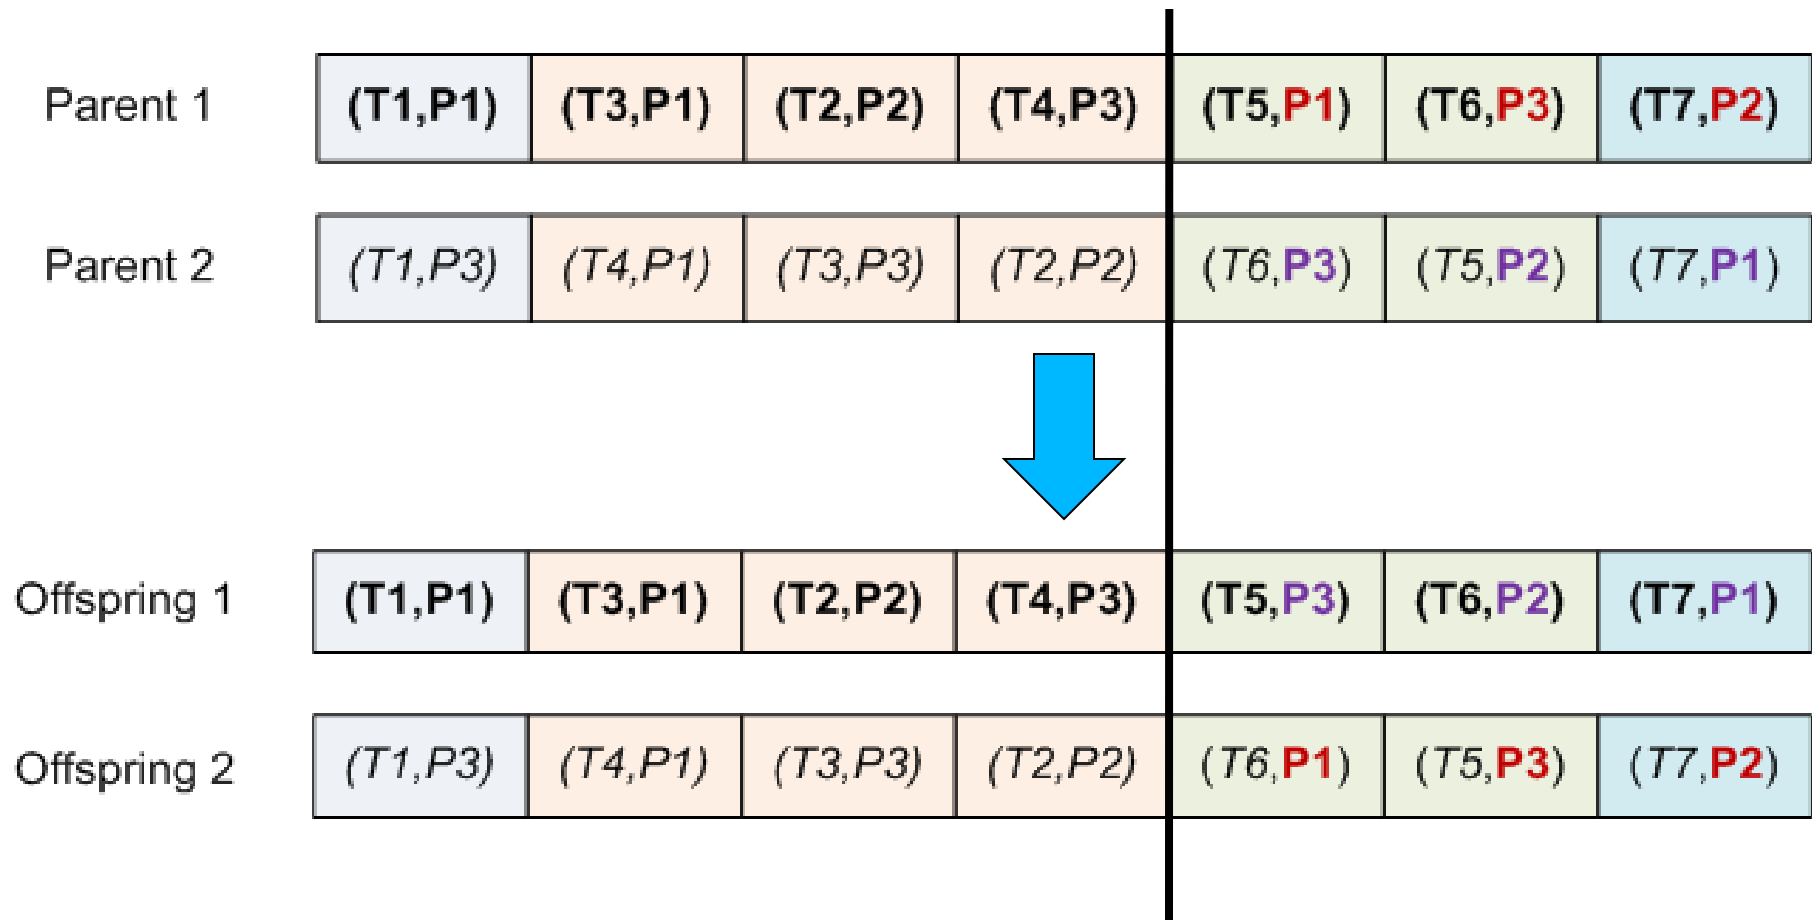 Parent 1 (T1,P1) (T3,P1) (T2,P2) (T4,P3) (T5,P1) (T6,P3) (T7,P2)
Parent 2 (T1,P3) (T4,P1) (T3,P3) (T2,P2) (T6,P3) (T5,P2) (T7,P1)
Offspring 1 (T1,P1) (T3,P1) (T2,P2) (T4,P3) (T5,P3) (T6,P2) (T7,P1)
Offspring 2 (T1,P3) (T4,P1) (T3,P3) (T2,P2) (T6,P1) (T5,P3) (T7,P2)